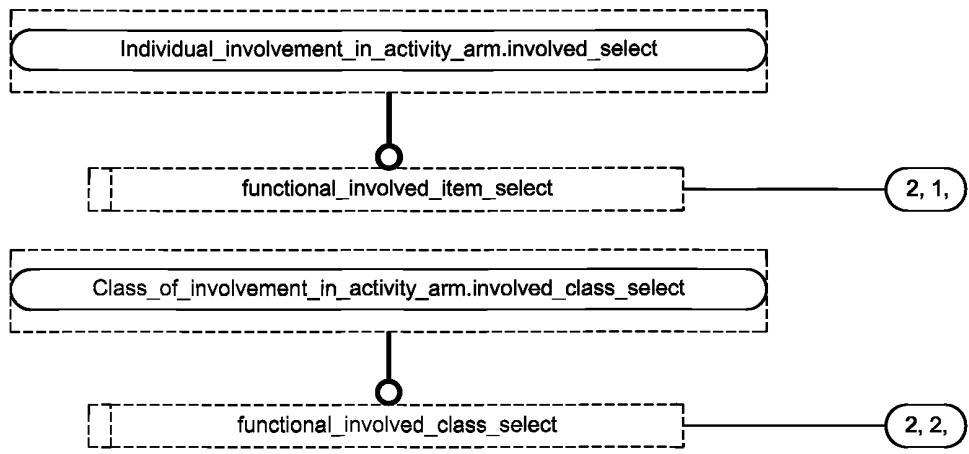 Individual_involvement_in_activity_arm.involved_select
functional_involved_item_select
2, 1,
Class_of_involvement_in_activity_arm.involved_class_select
functional_involved_class_select
2, 2,